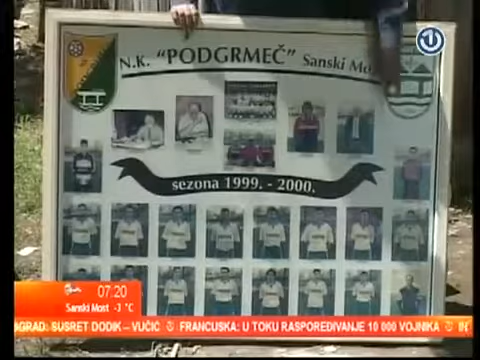 N.K. "PODGRMEČ" Sanski Most
sezona 1999. - 2000.
07:20
Sanski Most -3 °C
OGRAD: SUSRET DODIK – VUČIĆ FRANCUSKA: U TOKU RASPOREĐIVANJE 10 000 VOJNIKA